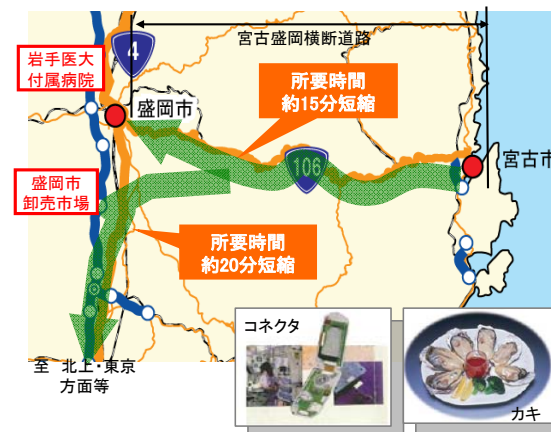 宮古盛岡横断道路
4
岩手医大
付属病院
所要時間
約15分短縮
盛岡市
106
宮古市
盛岡市
卸売市場
所要時間
約20分短縮
至 北上・東京
方面等
コネクタ
カキ